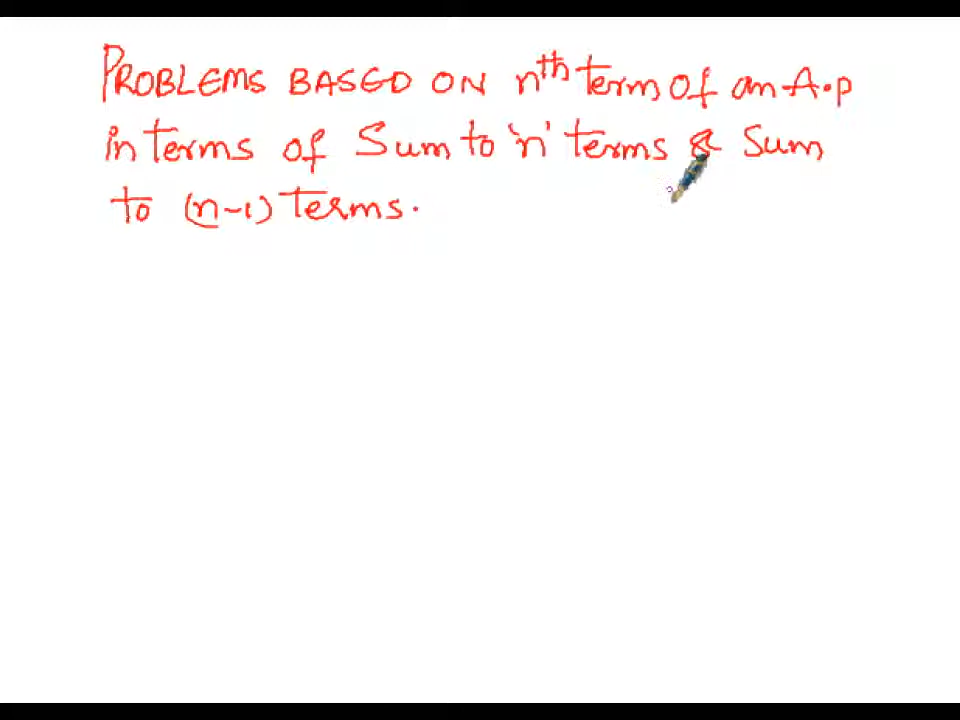 PROBLEMS BASED ON nth term of an A.P
in terms of Sum to 'n' terms & Sum
to (n-1) terms.